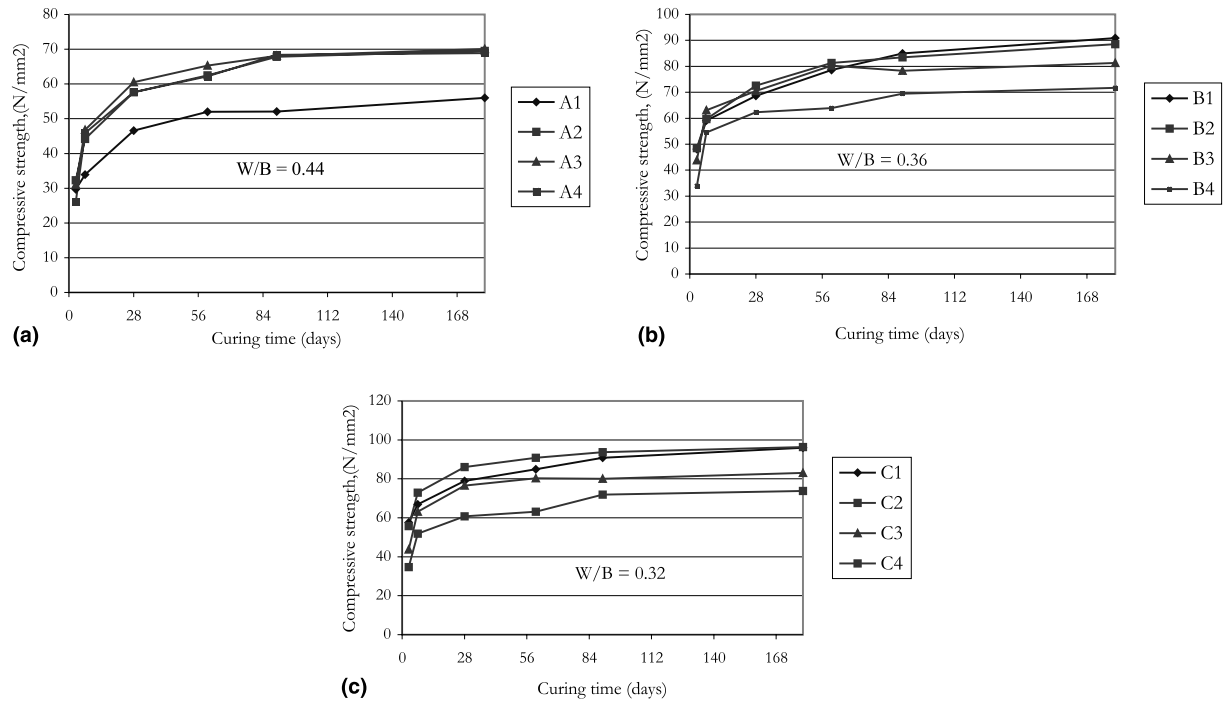 80
70
60
50
40
30
20
10
0
Compressive strength,(N/mm2)
W/B = 0.44
0 28 56 84 112 140 168
Curing time (days)
(a)
A1
A2
A3
A4
100
90
80
70
60
50
40
30
20
10
0
Compressive strength, (N/mm2)
W/B = 0.36
0 28 56 84 112 140 168
Curing time (days)
(b)
B1
B2
B3
B4
120
100
80
60
40
20
0
Compressive strength,(N/mm2)
W/B = 0.32
0 28 56 84 112 140 168
Curing time (days)
(c)
C1
C2
C3
C4